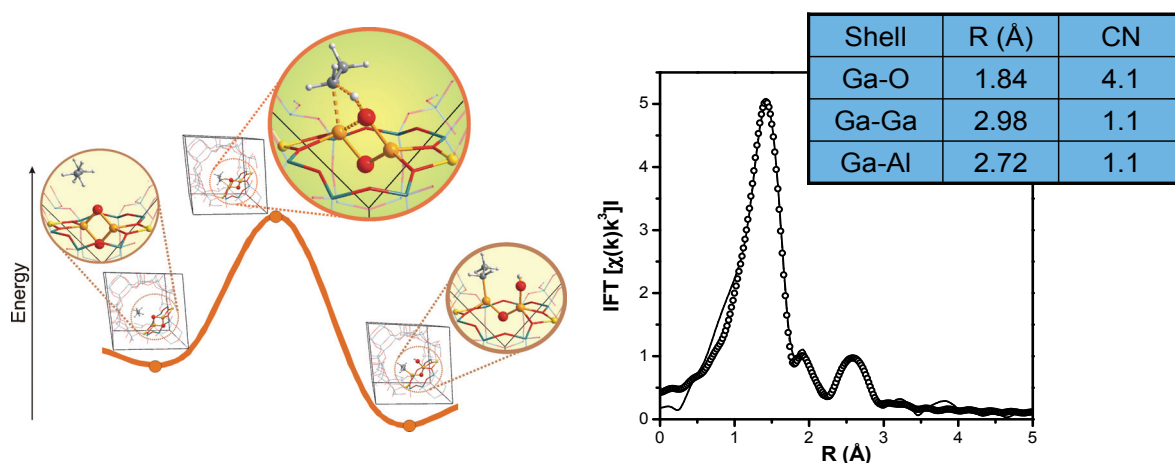 Energy
Shell R (Å) CN
Ga-O 1.84 4.1
Ga-Ga 2.98 1.1
Ga-Al 2.72 1.1
IFT [χ(k)k³]I
5
4
3
2
1
0
0 1 2 3 4 5
R (Å)